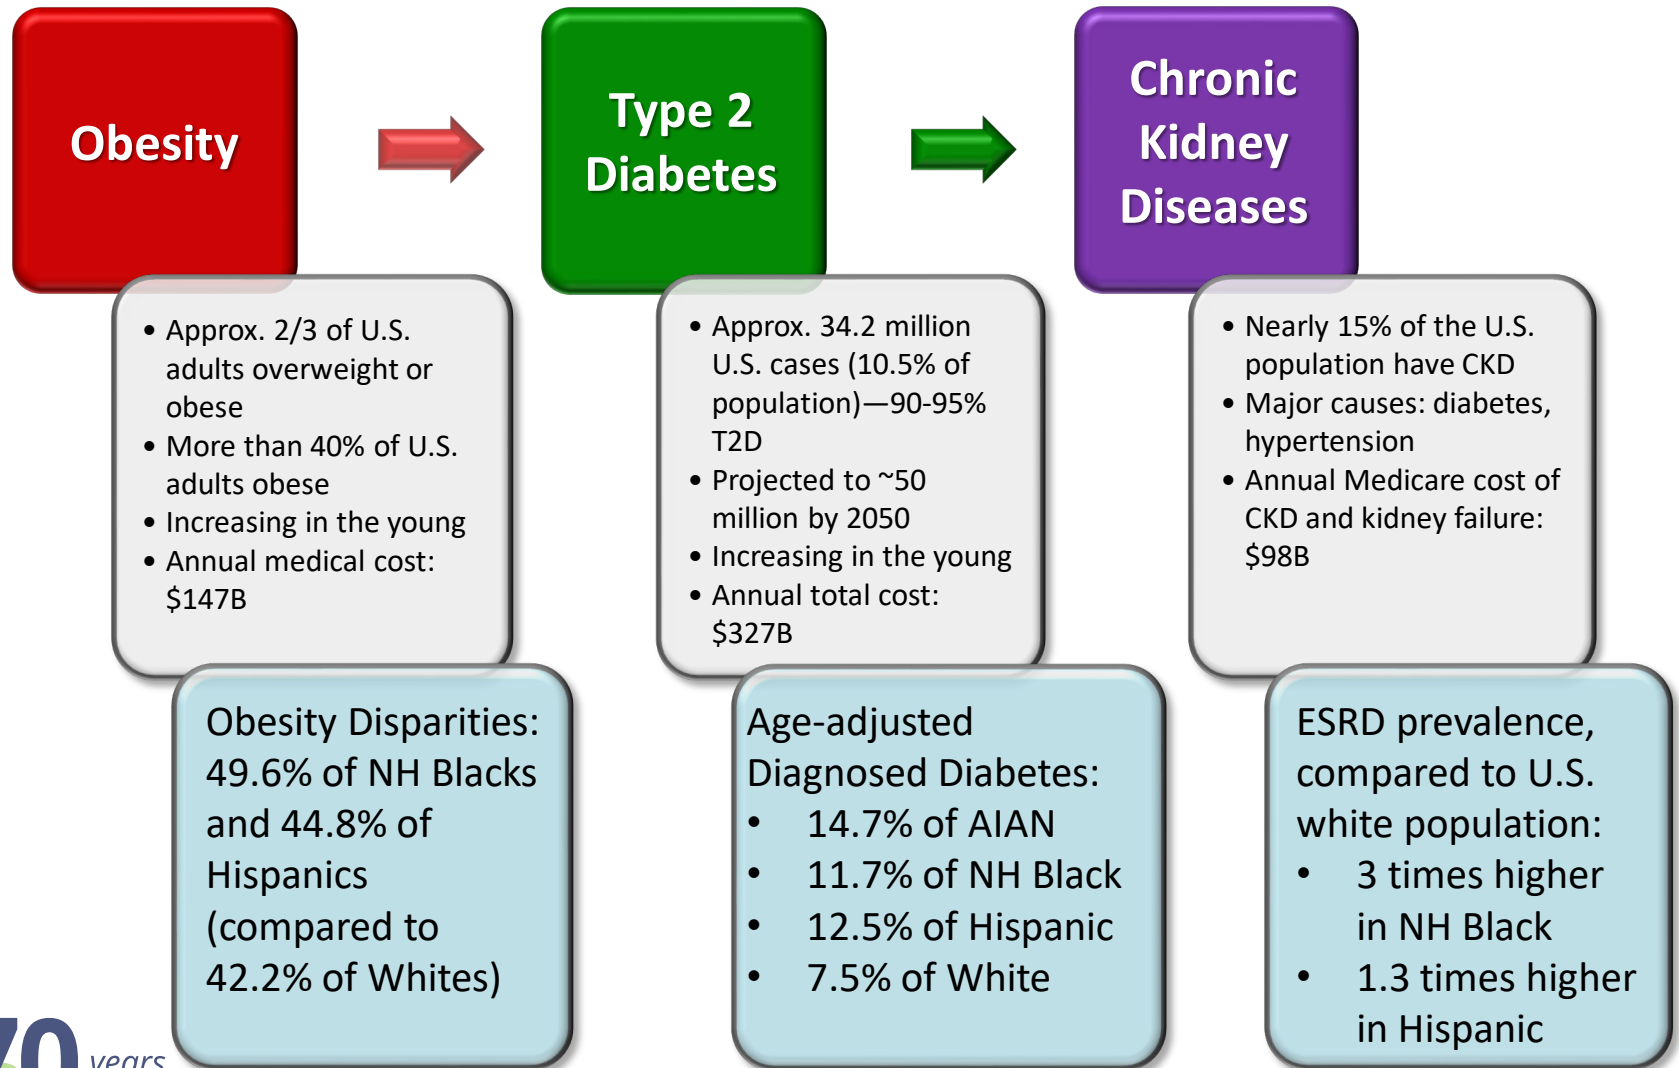 Obesity
Type 2
Diabetes
Chronic
Kidney
Diseases
• Approx. 2/3 of U.S.
adults overweight or
obese
• More than 40% of U.S.
adults obese
• Increasing in the young
• Annual medical cost:
$147B
• Approx. 34.2 million
U.S. cases (10.5% of
population)—90-95%
T2D
• Projected to ~50
million by 2050
• Increasing in the young
• Annual total cost:
$327B
• Nearly 15% of the U.S.
population have CKD
• Major causes: diabetes,
hypertension
• Annual Medicare cost of
CKD and kidney failure:
$98B
Obesity Disparities:
49.6% of NH Blacks
and 44.8% of
Hispanics
(compared to
42.2% of Whites)
Age-adjusted
Diagnosed Diabetes:
• 14.7% of AIAN
• 11.7% of NH Black
• 12.5% of Hispanic
• 7.5% of White
ESRD prevalence,
compared to U.S.
white population:
• 3 times higher
in NH Black
• 1.3 times higher
in Hispanic
70 years